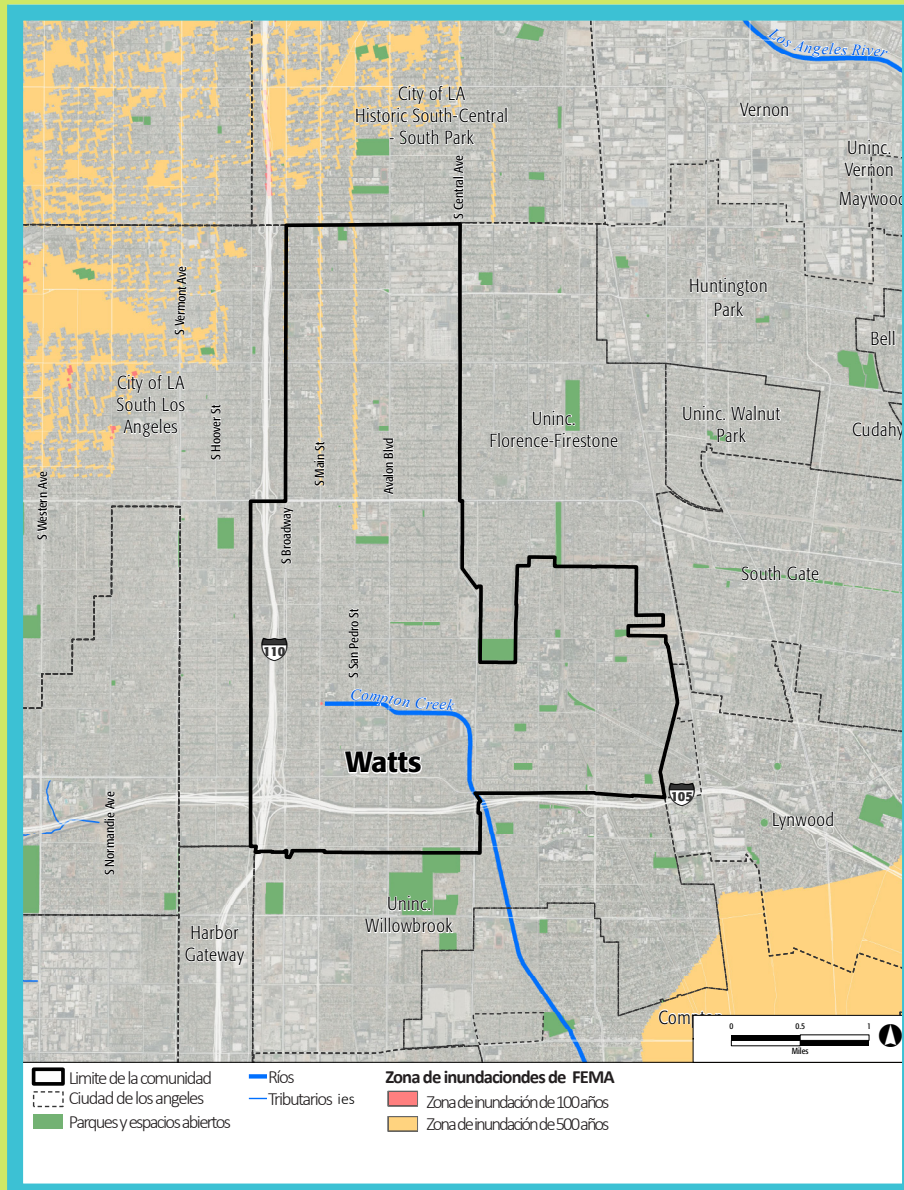 Los Angeles River
City of LA
Historic South-Central
- South Park
Vernon
Uninc.
Vernon
Maywood
S Central Ave
S Vermont Ave
Huntington
Park
Bell
City of LA
South Los
Angeles
S Hoover St
S Main St
Avalon Blvd
Uninc.
Florence-Firestone
Uninc. Walnut
Park
Cudahy
S Western Ave
S Broadway
South Gate
110
S San Pedro St
Compton Creek
Watts
105
S Normandie Ave
Lynwood
Harbor
Gateway
Uninc.
Willowbrook
0 0.5 1
Miles
Limite de la comunidad
Ciudad de los angeles
Parques y espacios abiertos
Ríos
Tributarios ies
Zona de inundaciondes de FEMA
Zona de inundación de 100 años
Zona de inundación de 500 años